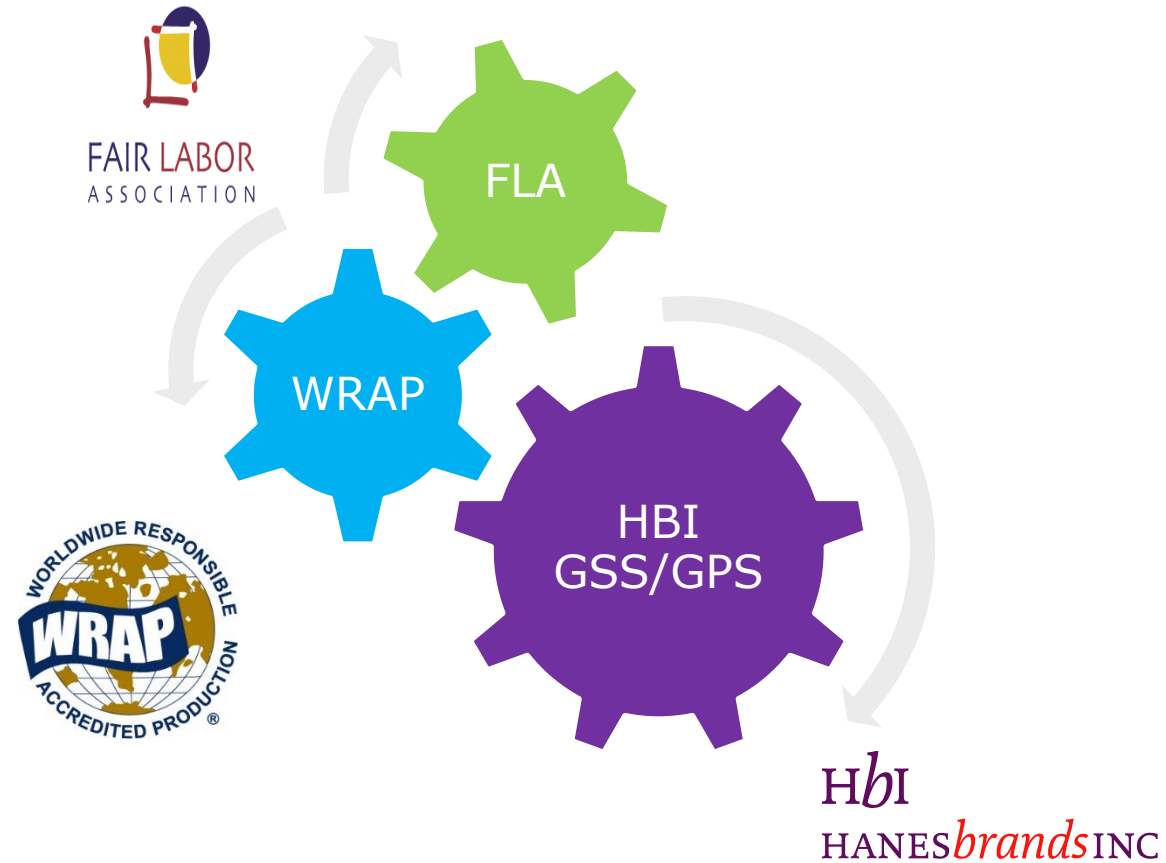 FAIR LABOR
ASSOCIATION
FLA
WRAP
HBI
GSS/GPS
WORLDWIDE RESPONSIBLE
WRAP
ACCREDITED PRODUCTION
®
HbI
HANESbrandsINC